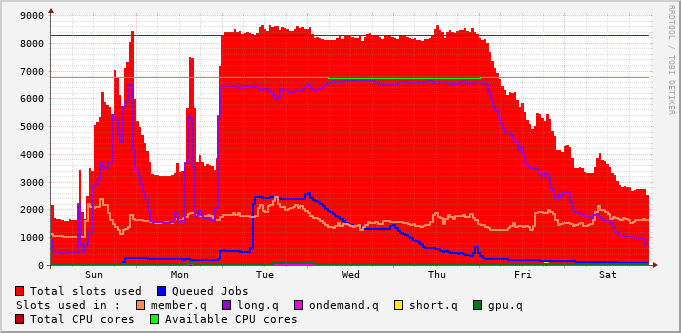 RRDTOOL / TOBI OETIKER
9000
8000
7000
6000
5000
4000
3000
2000
1000
0
Sun Mon Tue Wed Thu Fri Sat
Total slots used Queued Jobs
Slots used in : member.q long.q ondemand.q short.q gpu.q
Total CPU cores Available CPU cores